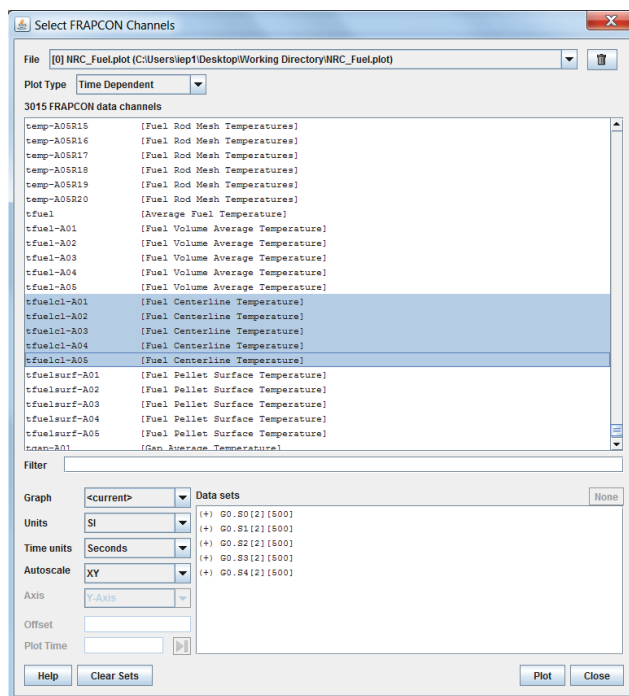 Select FRAPCON Channels
File [0] NRC_Fuel.plot (C:\Users\iep1\Desktop\Working Directory\NRC_Fuel.plot)
Plot Type Time Dependent
3015 FRAPCON data channels
temp-A05R15 [Fuel Rod Mesh Temperatures]
temp-A05R16 [Fuel Rod Mesh Temperatures]
temp-A05R17 [Fuel Rod Mesh Temperatures]
temp-A05R18 [Fuel Rod Mesh Temperatures]
temp-A05R19 [Fuel Rod Mesh Temperatures]
temp-A05R20 [Fuel Rod Mesh Temperatures]
tfuel [Average Fuel Temperature]
tfuel-A01 [Fuel Volume Average Temperature]
tfuel-A02 [Fuel Volume Average Temperature]
tfuel-A03 [Fuel Volume Average Temperature]
tfuel-A04 [Fuel Volume Average Temperature]
tfuel-A05 [Fuel Volume Average Temperature]
tfuelcl-A01 [Fuel Centerline Temperature]
tfuelcl-A02 [Fuel Centerline Temperature]
tfuelcl-A03 [Fuel Centerline Temperature]
tfuelcl-A04 [Fuel Centerline Temperature]
tfuelcl-A05 [Fuel Centerline Temperature]
tfuelsurf-A01 [Fuel Pellet Surface Temperature]
tfuelsurf-A02 [Fuel Pellet Surface Temperature]
tfuelsurf-A03 [Fuel Pellet Surface Temperature]
tfuelsurf-A04 [Fuel Pellet Surface Temperature]
tfuelsurf-A05 [Fuel Pellet Surface Temperature]
tgap-A01 [Gap Average Temperature]
Filter
Graph <current> Data sets None
Units SI
Time units Seconds
Autoscale XY
Axis Y-Axis
Offset
Plot Time
(+) G0.S0[2][500]
(+) G0.S1[2][500]
(+) G0.S2[2][500]
(+) G0.S3[2][500]
(+) G0.S4[2][500]
Help Clear Sets Plot Close